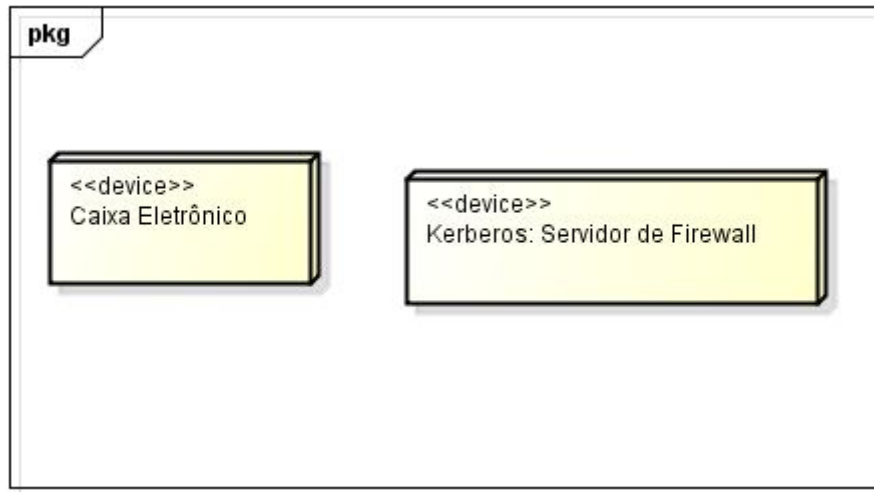 pkg
<<device>>
Caixa Eletrônico
<<device>>
Kerberos: Servidor de Firewall